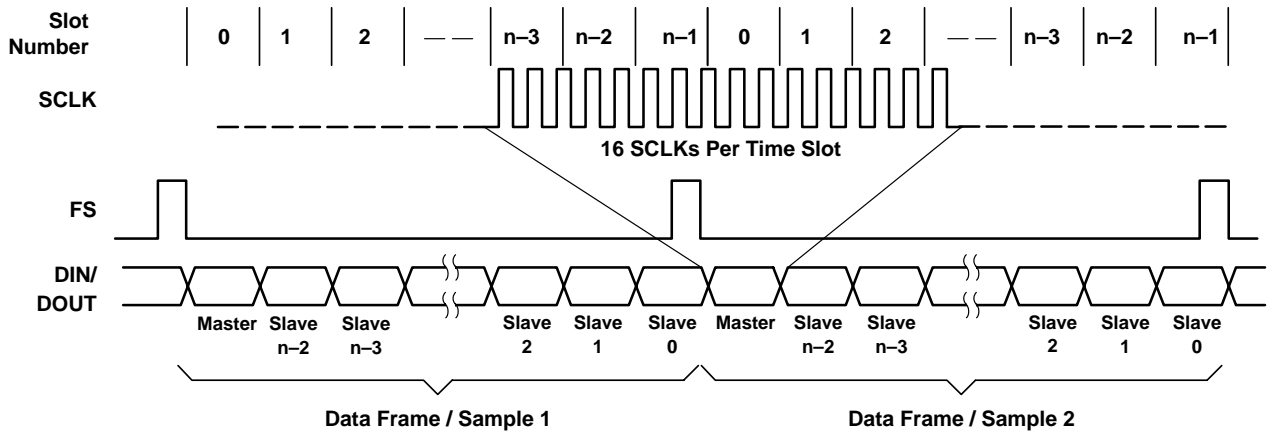 Slot
Number
0 1 2 — — n–3 n–2 n–1 0 1 2 — — n–3 n–2 n–1
SCLK
16 SCLKs Per Time Slot
FS
DIN/
DOUT
Master Slave n–2 Slave n–3 Slave 2 Slave 1 Slave 0 Master Slave n–2 Slave n–3 Slave 2 Slave 1 Slave 0
Data Frame / Sample 1 Data Frame / Sample 2